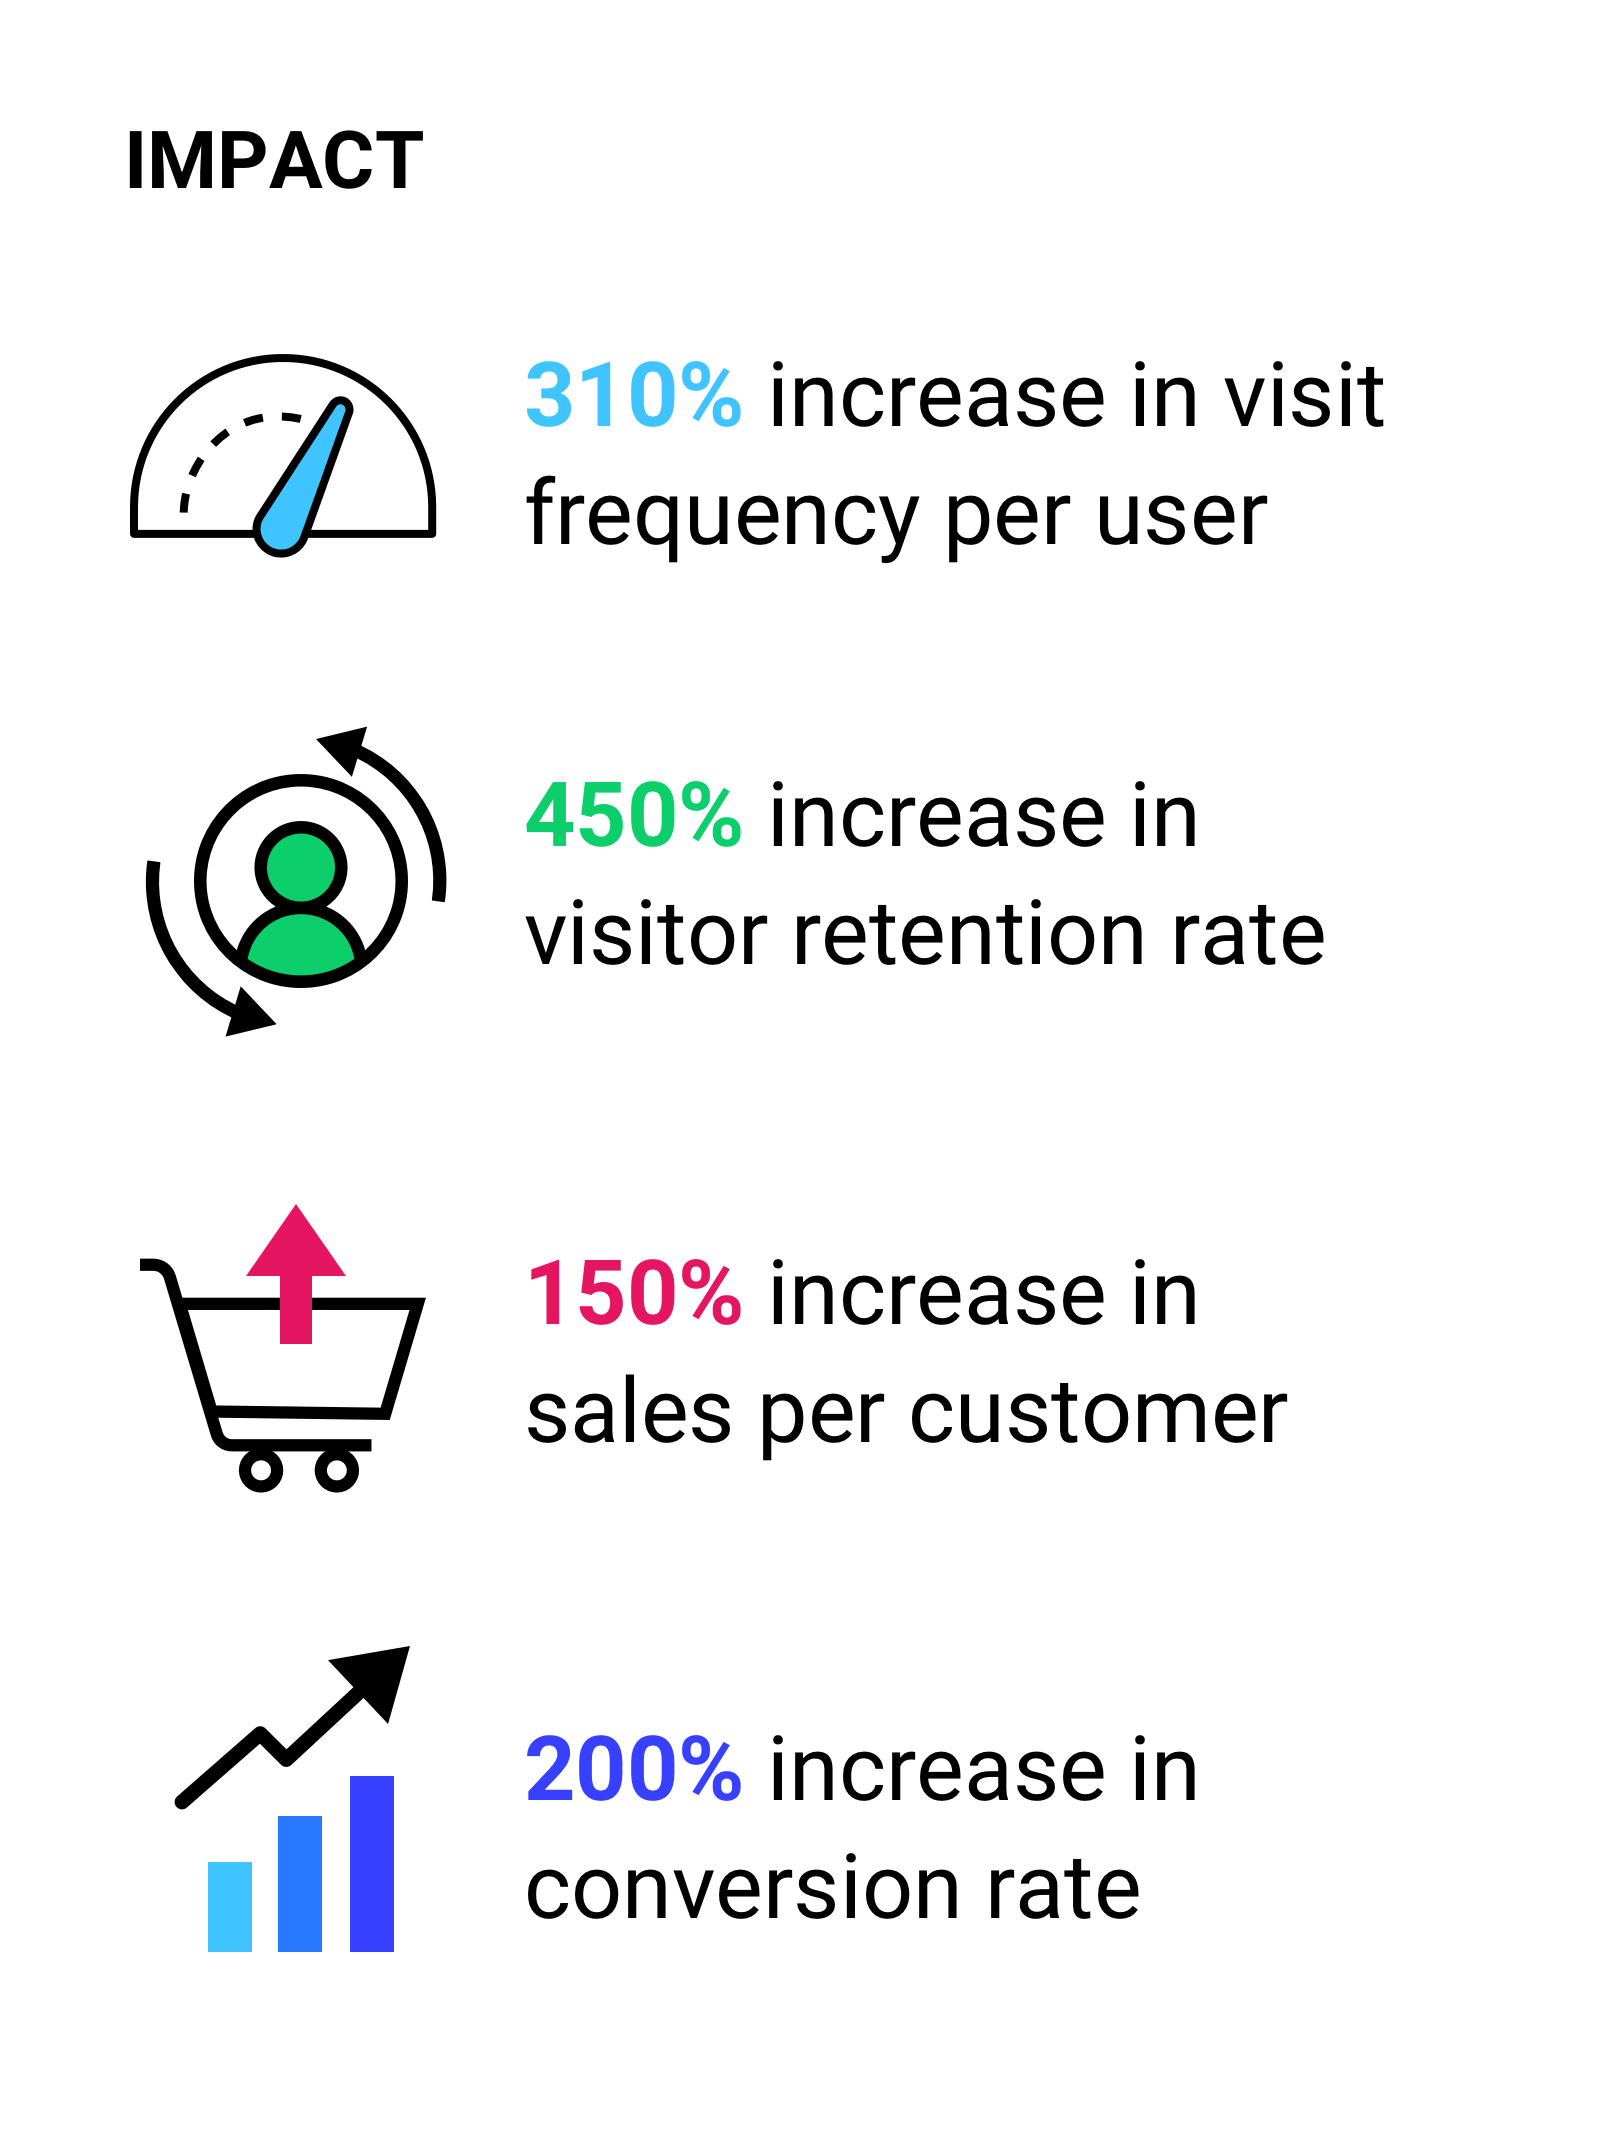 IMPACT
310% increase in visit
frequency per user
450% increase in
visitor retention rate
150% increase in
sales per customer
200% increase in
conversion rate